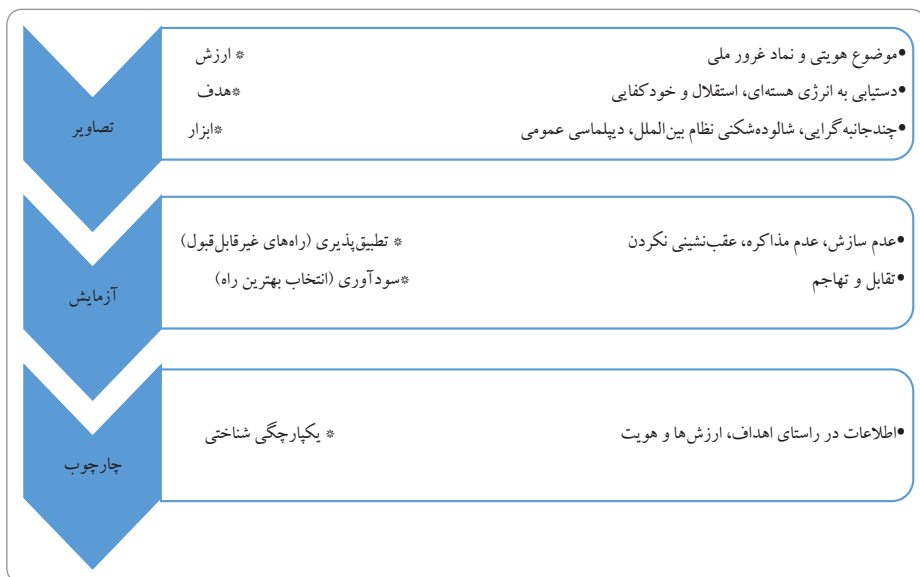 •موضوع هویتی و نماد غرور ملی * ارزش
•دستیابی به انرژی هسته‌ای، استقلال و خودکفایی *هدف
•چندجانبه‌گرایی، شالوده‌شکنی نظام بین‌الملل، دیپلماسی عمومی *ابزار
تصاویر
•عدم سازش، عدم مذاکره، عقب‌نشینی نکردن * تطبیق‌پذیری (راه‌های غیرقابل‌قبول)
•تقابل و تهاجم *سودآوری (انتخاب بهترین راه)
آزمایش
•اطلاعات در راستای اهداف، ارزش‌ها و هویت * یکپارچگی شناختی
چارچوب